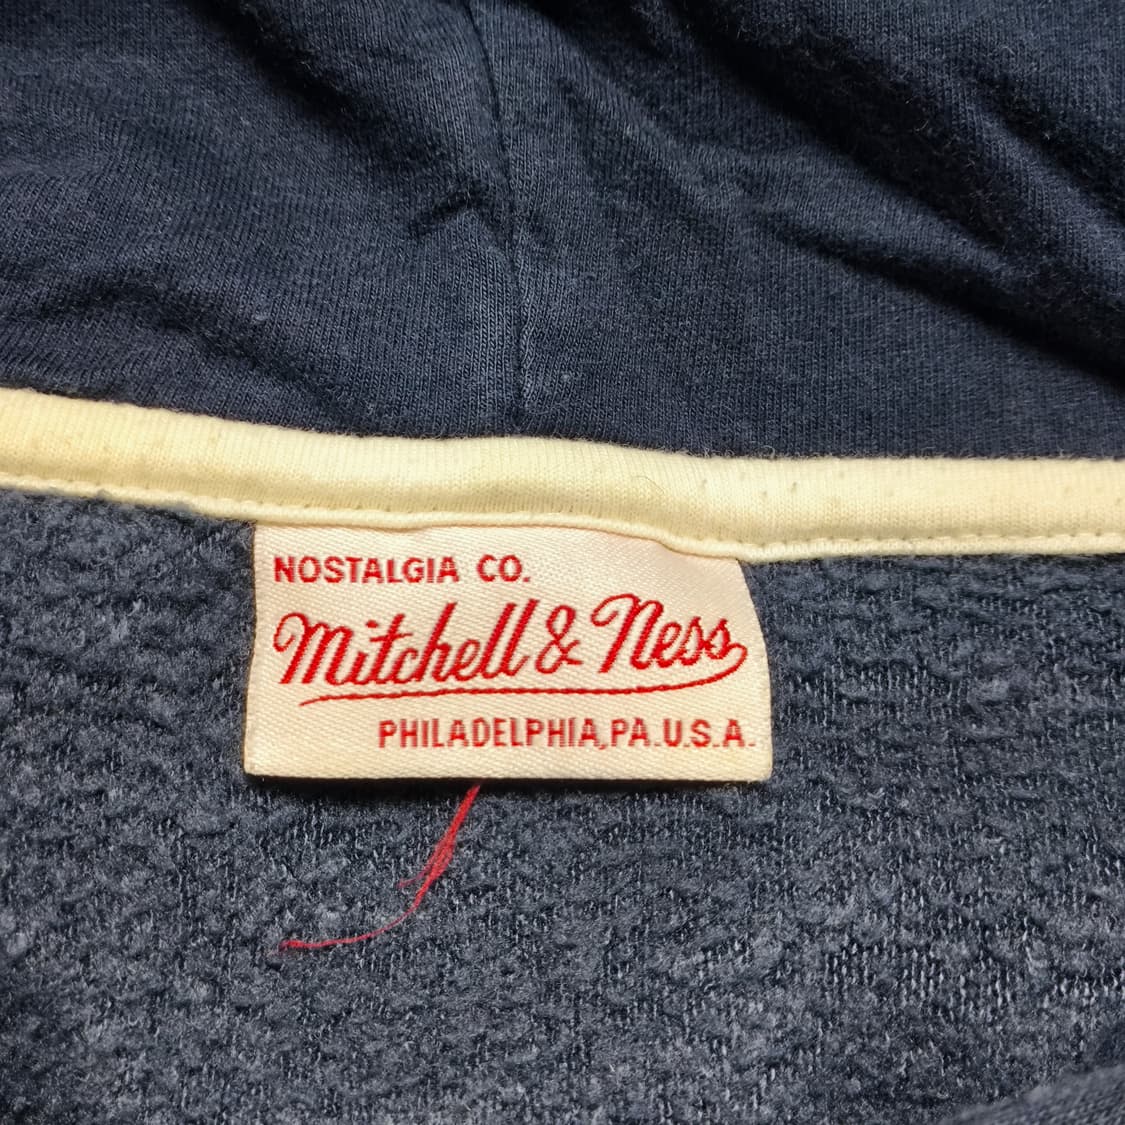 NOSTALGIA CO.
Mitchell & Ness
PHILADELPHIA, PA. U.S.A.